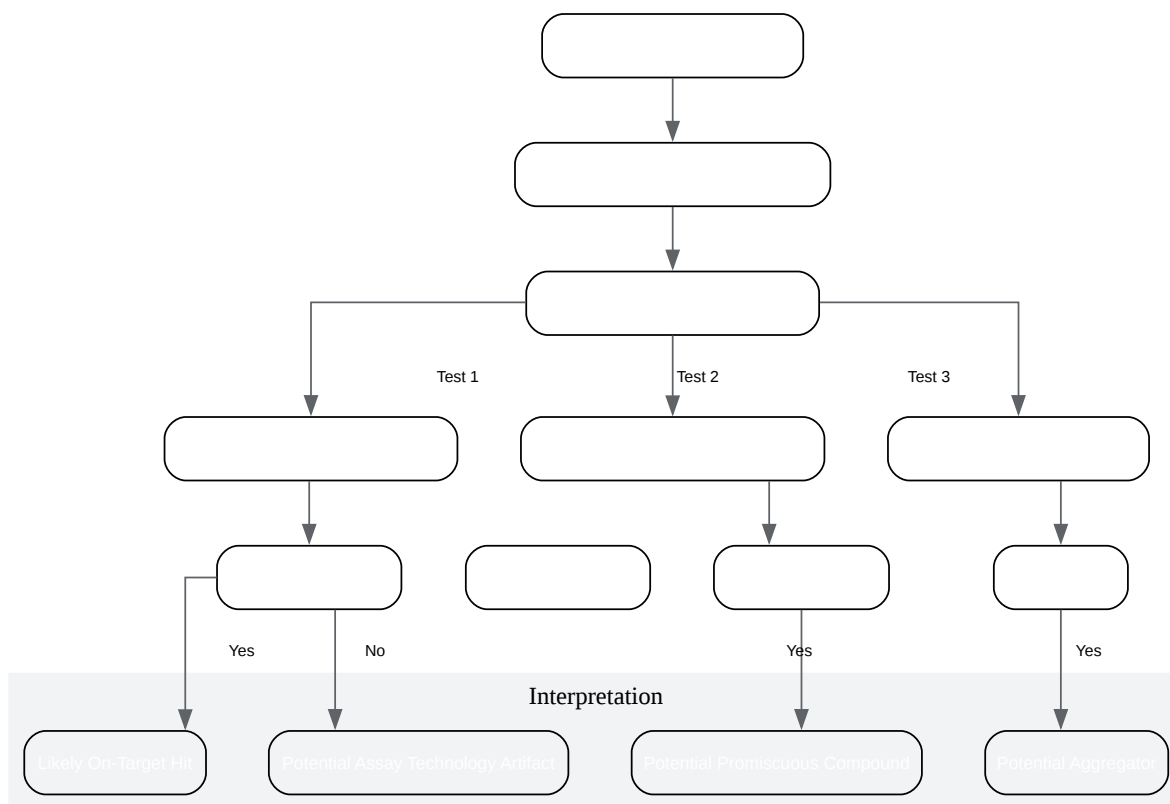 Test 1
Test 2
Test 3
Yes
No
Yes
Yes
Interpretation
Likely On-Target Hit
Potential Assay Technology Artifact
Potential Promiscuous Compound
Potential Aggregator